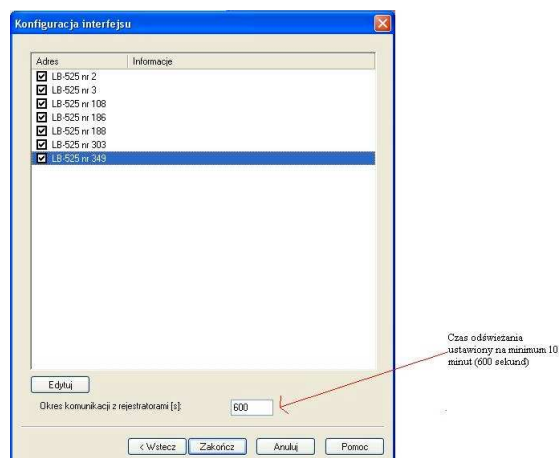 Konfiguracja interfejsu
Adres Informacje
LB-525 nr 2
LB-525 nr 3
LB-525 nr 108
LB-525 nr 186
LB-525 nr 188
LB-525 nr 303
LB-525 nr 349
Czas odświeżania
ustawiony na minimum 10
minut (600 sekund)
Edytuj
Okres komunikacji z rejestratorami [s]: 600
< Wstecz Zakończ Anuluj Pomoc